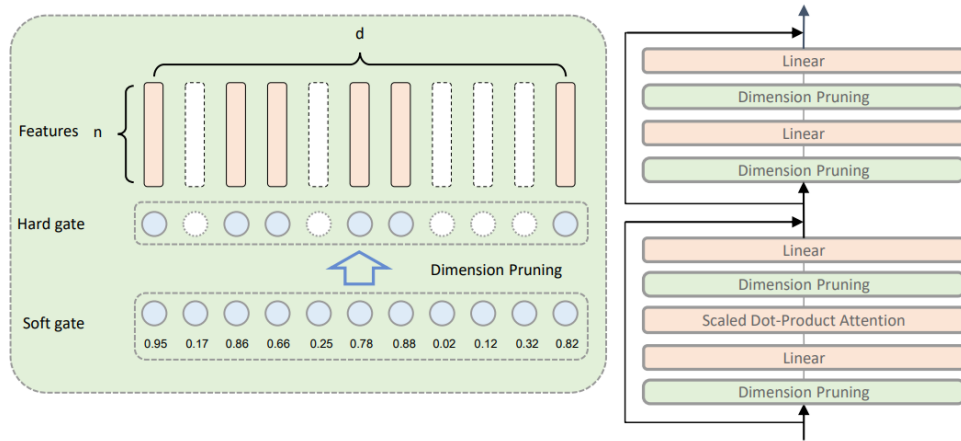 d
Features n
Hard gate
Dimension Pruning
Soft gate
0.95 0.17 0.86 0.66 0.25 0.78 0.88 0.02 0.12 0.32 0.82
Linear
Dimension Pruning
Linear
Dimension Pruning
Linear
Dimension Pruning
Scaled Dot-Product Attention
Linear
Dimension Pruning